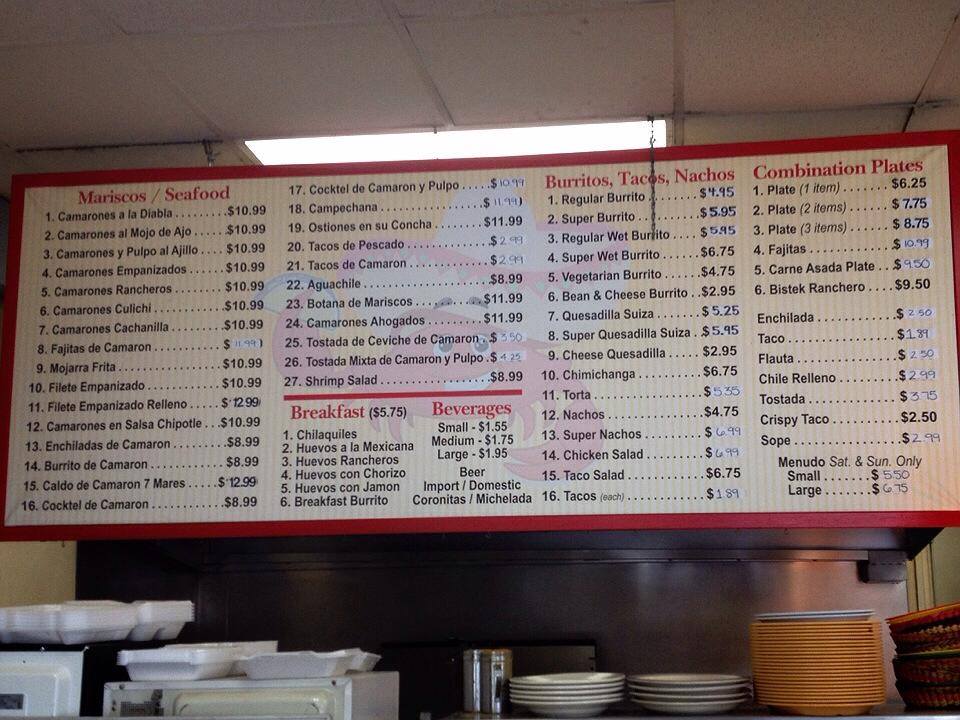 Mariscos / Seafood
1. Camarones a la Diabla ............ $10.99
2. Camarones al Mojo de Ajo ..... $10.99
3. Camarones y Pulpo al Ajillo .... $10.99
4. Camarones Empanizados ....... $10.99
5. Camarones Rancheros ........... $10.99
6. Camarones Culichi ................. $10.99
7. Camarones Cachanilla ........... $10.99
8. Fajitas de Camaron ............... $ 11.99
9. Mojarra Frita ......................... $10.99
10. Filete Empanizado ................ $10.99
11. Filete Empanizado Relleno ..... $12.99
12. Camarones en Salsa Chipotle .. $10.99
13. Enchiladas de Camaron ......... $8.99
14. Burrito de Camaron .............. $8.99
15. Caldo de Camaron 7 Mares ..... $12.99
16. Cocktel de Camaron ............. $8.99
17. Cocktel de Camaron y Pulpo ..... $10.99
18. Campechana ........................ $ 11.99
19. Ostiones en su Concha .......... $11.99
20. Tacos de Pescado ................. $ 2.99
21. Tacos de Camaron ................ $ 2.99
22. Aguachile ........................... $8.99
23. Botana de Mariscos .............. $11.99
24. Camarones Ahogados ............ $11.99
25. Tostada de Ceviche de Camaron . $ 3.50
26. Tostada Mixta de Camaron y Pulpo . $ 4.25
27. Shrimp Salad ....................... $8.99
Breakfast ($5.75)
1. Chilaquiles
2. Huevos a la Mexicana
3. Huevos Rancheros
4. Huevos con Chorizo
5. Huevos con Jamon
6. Breakfast Burrito
Beverages
Small - $1.55
Medium - $1.75
Large - $1.95
Beer
Import / Domestic
Coronitas / Michelada
Burritos, Tacos, Nachos
1. Regular Burrito ........ $4.95
2. Super Burrito .......... $5.95
3. Regular Wet Burrito .... $5.95
4. Super Wet Burrito ...... $6.75
5. Vegetarian Burrito ..... $4.75
6. Bean & Cheese Burrito .. $2.95
7. Quesadilla Suiza ....... $ 5.25
8. Super Quesadilla Suiza . $5.95
9. Cheese Quesadilla ..... $2.95
10. Chimichanga ........... $6.75
11. Torta .................. $ 5.35
12. Nachos ................. $4.75
13. Super Nachos .......... $ 6.99
14. Chicken Salad ......... $ 6.99
15. Taco Salad ............. $6.75
16. Tacos (each) ........... $1.89
Combination Plates
1. Plate (1 item) ........ $6.25
2. Plate (2 items) ....... $ 7.75
3. Plate (3 items) ....... $ 8.75
4. Fajitas ................ $ 10.99
5. Carne Asada Plate .. $ 9.50
6. Bistek Ranchero .... $9.50
Enchilada .............. $ 2.50
Taco .................... $1.89
Flauta .................. $ 2.50
Chile Relleno ......... $ 2.99
Tostada ................ $ 3.75
Crispy Taco ........... $2.50
Sope .................... $ 2.99
Menudo Sat. & Sun. Only
Small ....... $ 5.50
Large ....... $ 6.75